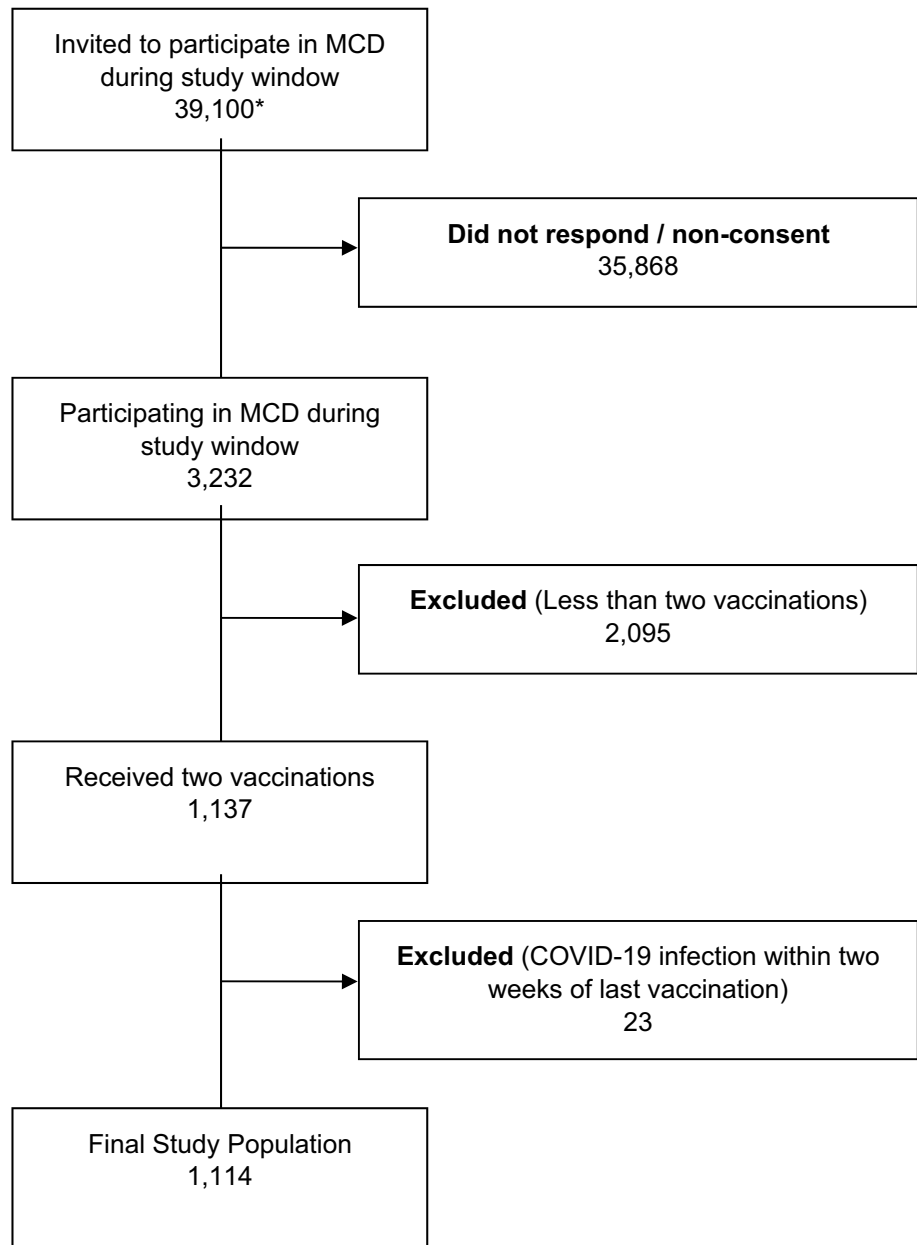 Invited to participate in MCD
during study window
39,100*
Did not respond / non-consent
35,868
Participating in MCD during
study window
3,232
Excluded (Less than two vaccinations)
2,095
Received two vaccinations
1,137
Excluded (COVID-19 infection within two
weeks of last vaccination)
23
Final Study Population
1,114